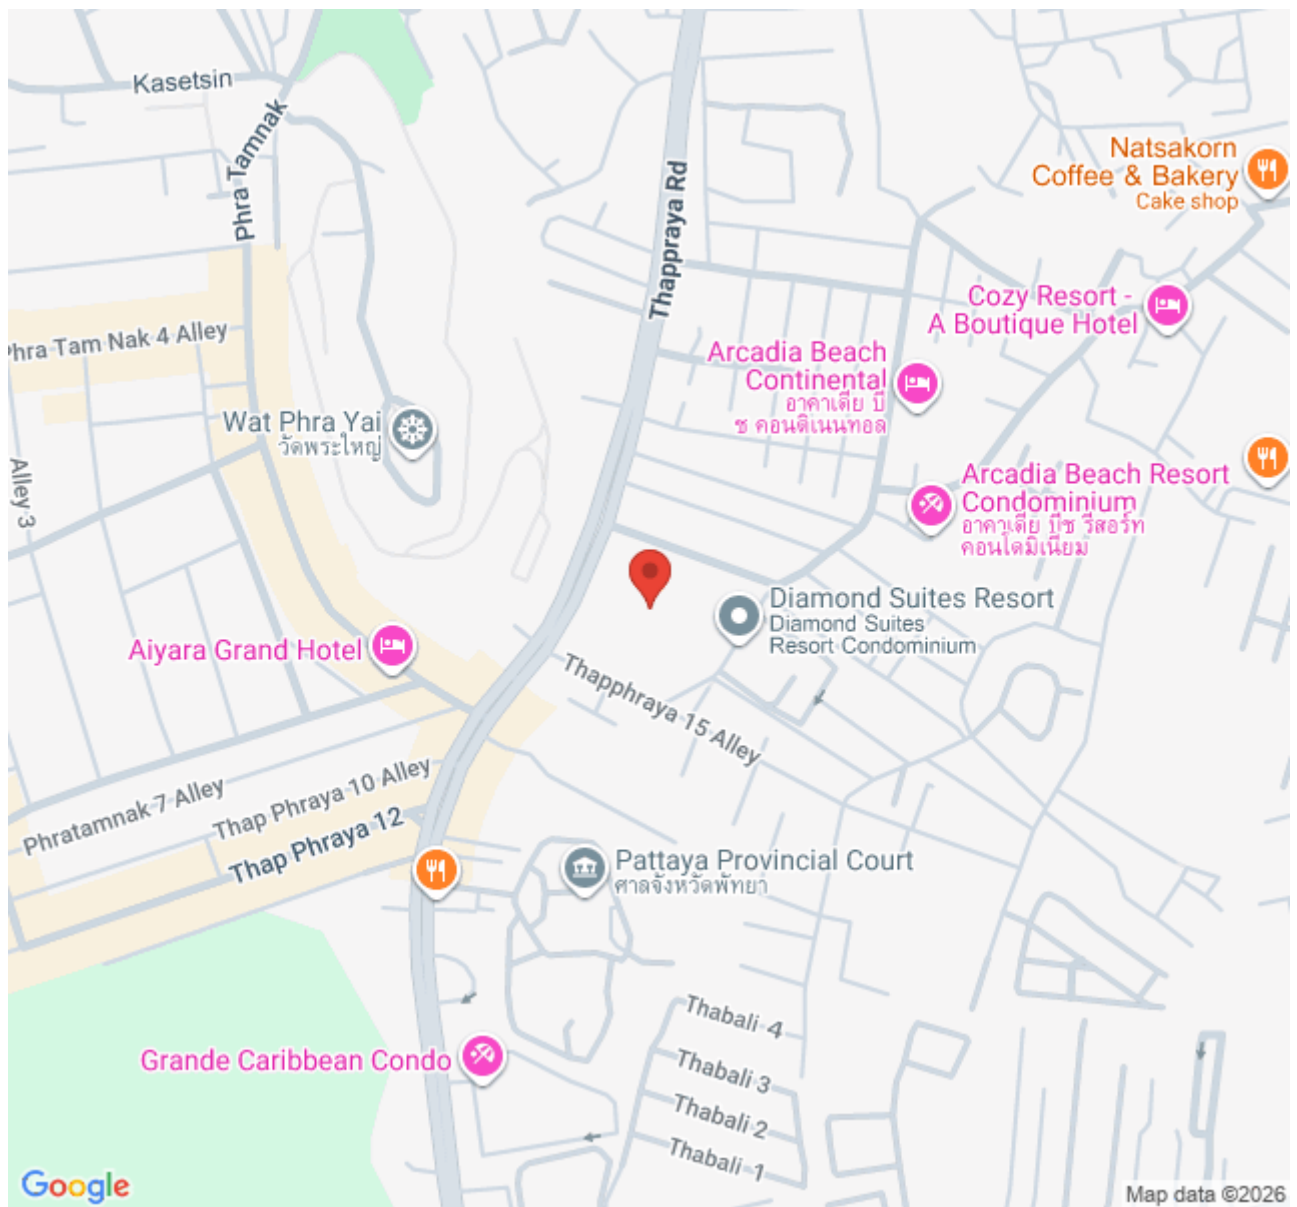 Kasetsin
Phra Tamnak
Thappraya Rd
Natsakorn
Coffee & Bakery
Cake shop
Cozy Resort -
A Boutique Hotel
Phra Tam Nak 4 Alley
Arcadia Beach
Continental
อาคาเดีย บี
ช คอนติเนนทอล
Wat Phra Yai
วัดพระใหญ่
Alley 3
Arcadia Beach Resort
Condominium
อาคาเดีย บีช รีสอร์ท
คอนโดมิเนียม
Diamond Suites Resort
Diamond Suites
Resort Condominium
Aiyara Grand Hotel
Thapphraya 15 Alley
Phratamnak 7 Alley
Thap Phraya 10 Alley
Thap Phraya 12
Pattaya Provincial Court
ศาลจังหวัดพัทยา
Thabali 4
Grande Caribbean Condo
Thabali 3
Thabali 2
Thabali 1
Google
Map data ©2026